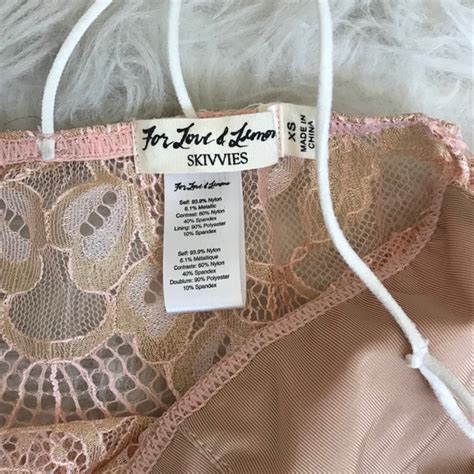 For Love & Lemons
SKIVVIES
XS
MADE IN
CHINA
For Love & Lemons
Self: 93.9% Nylon
6.1% Metallic
Contrast: 60% Nylon
40% Spandex
Lining: 90% Polyester
10% Spandex
Self: 93.9% Nylon
6.1% Métallique
Contraste: 60% Nylon
40% Spandex
Doublure: 90% Polyester
10% Spandex